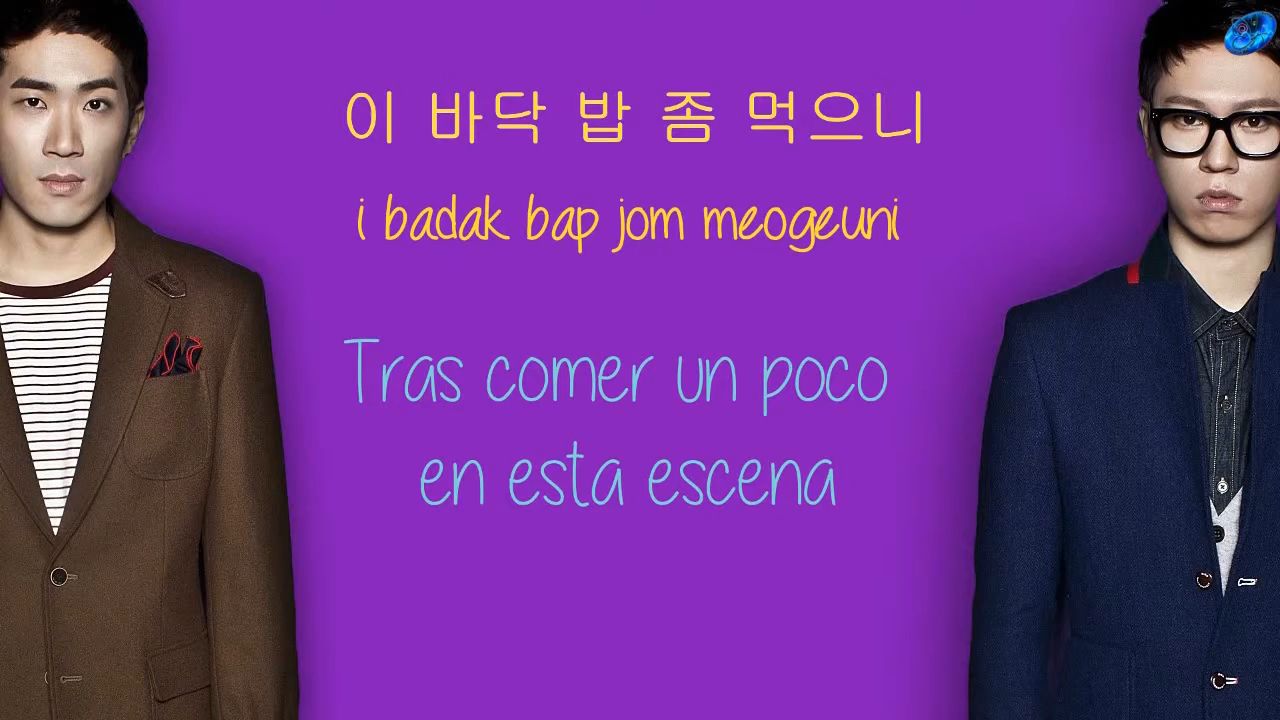 이 바닥 밥 좀 먹으니
i badak bap jom meogeuni
Tras comer un poco
en esta escena